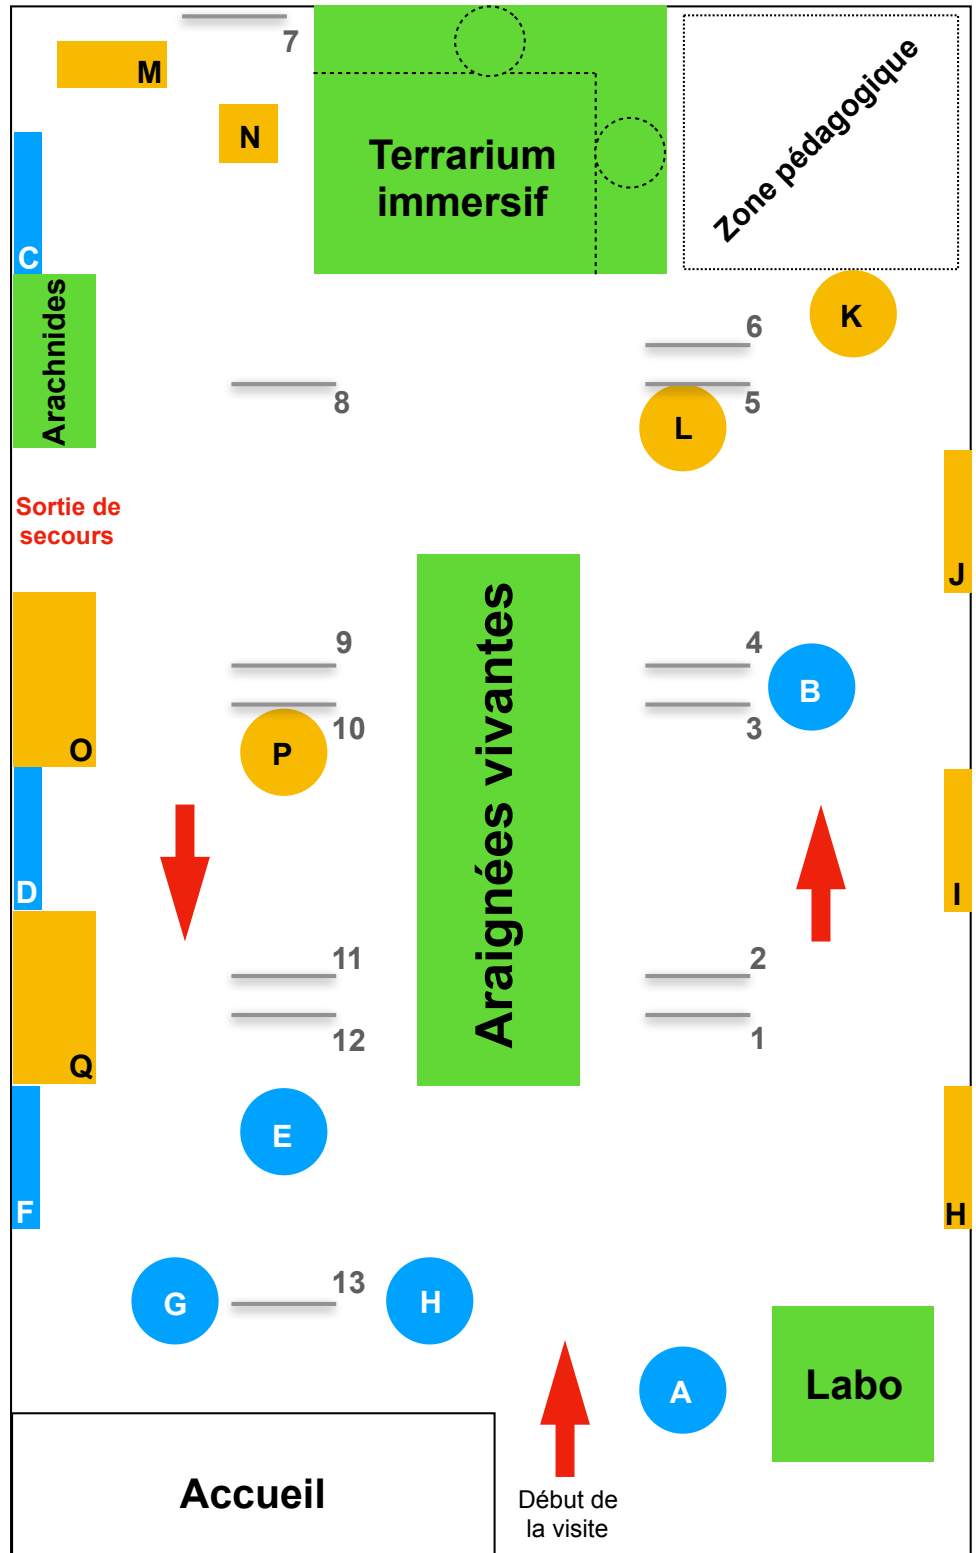 7
M
N
Terrarium
immersif
Zone pédagogique
C
Arachnides
K
6
5
8
L
Sortie de
secours
J
9
4
B
10
3
O
P
Araignées vivantes
D
I
11
2
12
1
Q
E
F
H
13
G
H
A
Labo
Accueil
Début de
la visite